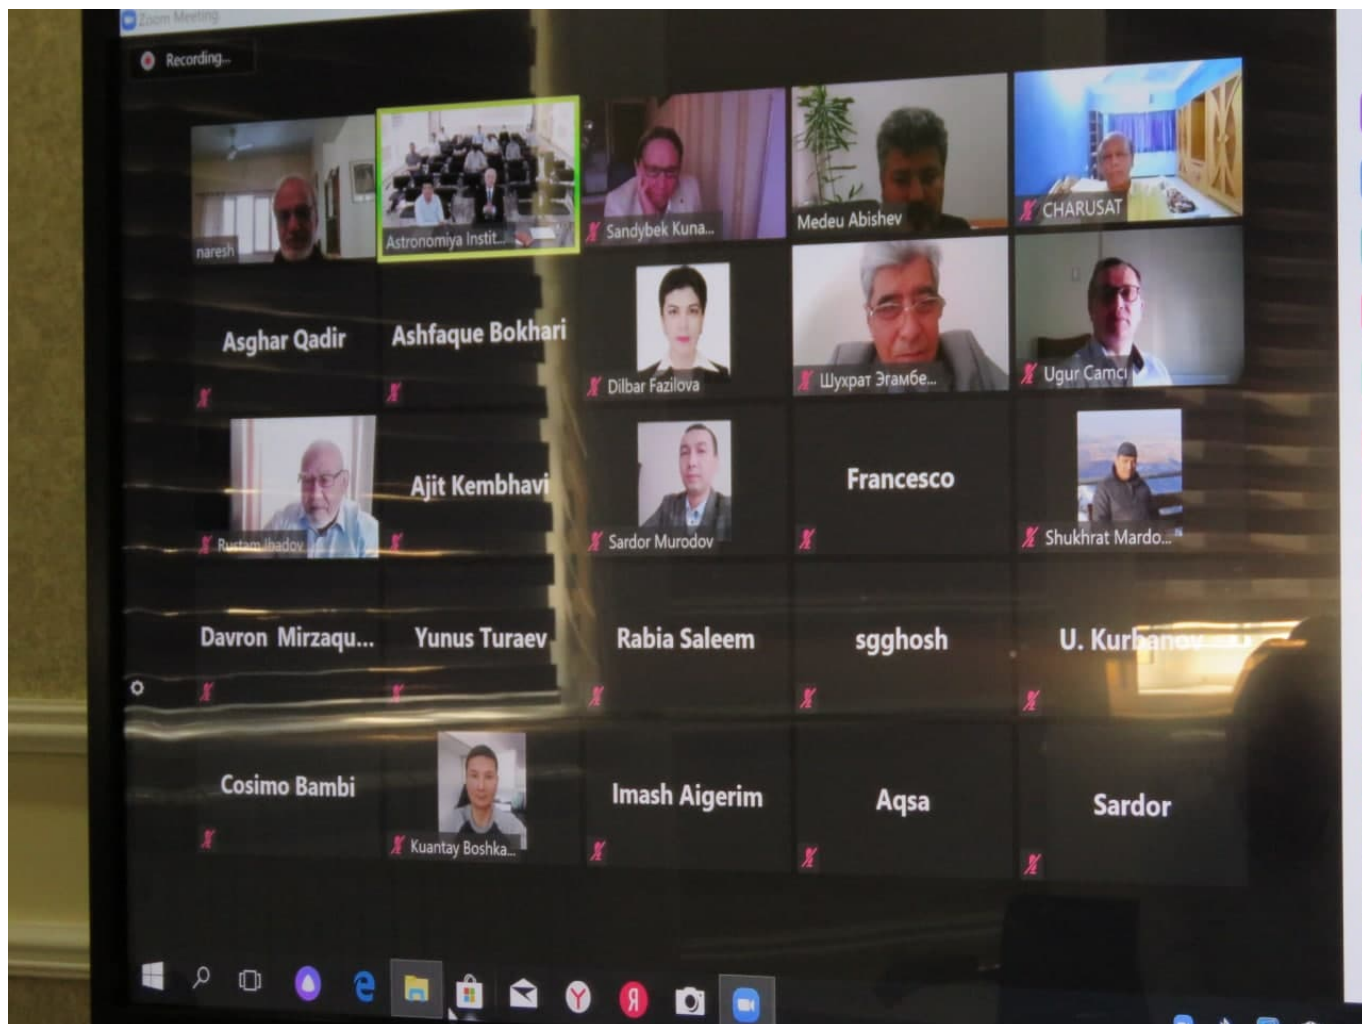 Zoom Meeting
Recording...
naresh
Astronomiya Instit...
Sandybek Kuna...
Medeu Abishev
CHARUSAT
Asghar Qadir
Ashfaque Bokhari
Dilbar Fazilova
Шухрат Эгамбе...
Ugur Camcı
Rustam Ibadov
Ajit Kembhavi
Sardor Murodov
Francesco
Shukhrat Mardo...
Davron Mirzaqu...
Yunus Turaev
Rabia Saleem
sgghosh
U. Kurbanov
Cosimo Bambi
Kuantay Boshka...
Imash Aigerim
Aqsa
Sardor